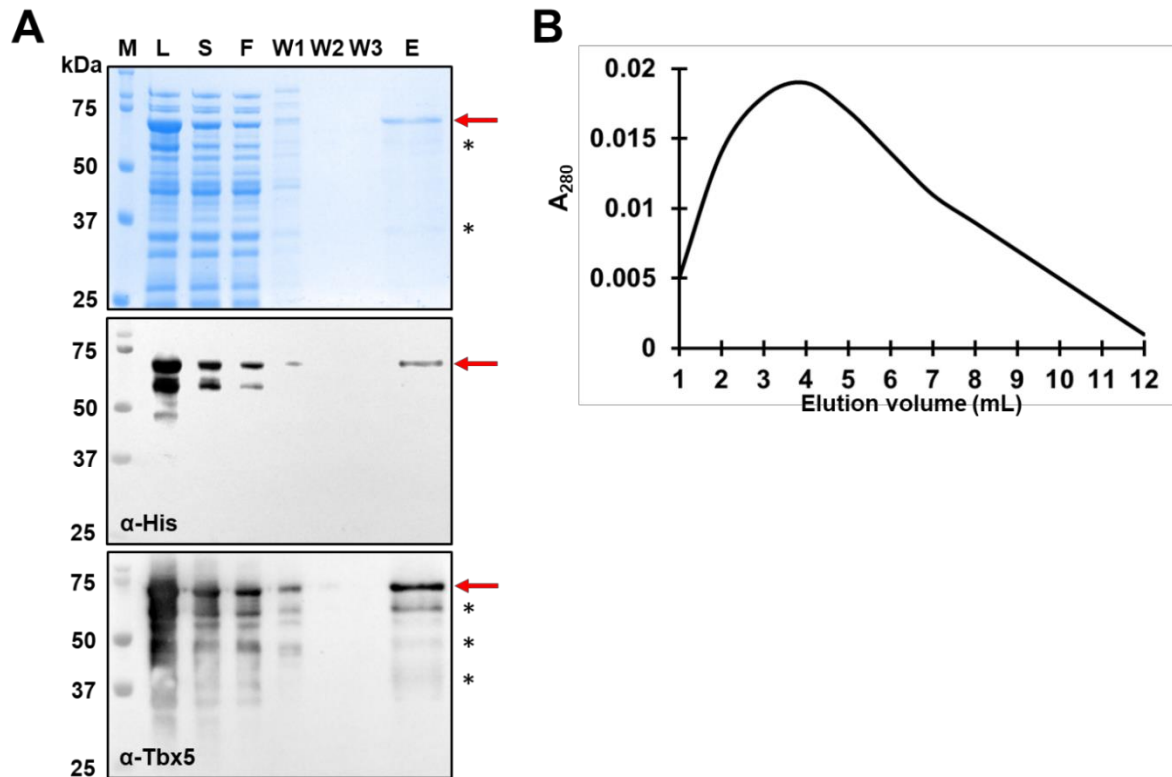 A
M L S F W1 W2 W3 E
kDa
75
50
37
25
*
*
75
50
37
25
α-His
75
50
37
25
*
*
*
α-Tbx5
B
0.02
0.015
0.01
0.005
0
A280
1 2 3 4 5 6 7 8 9 10 11 12
Elution volume (mL)